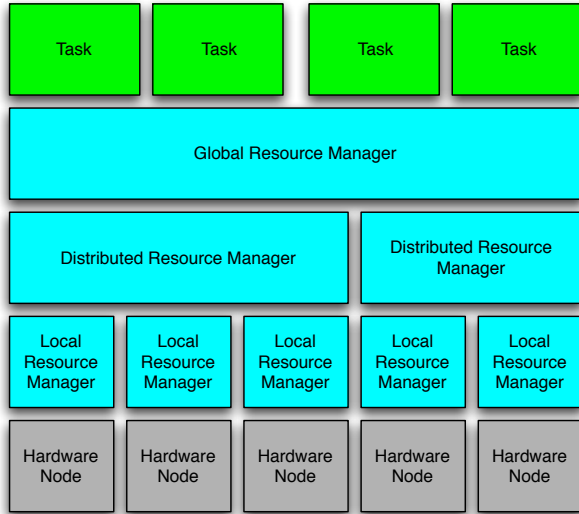 Task
Task
Task
Task
Global Resource Manager
Distributed Resource Manager
Distributed Resource
Manager
Local
Resource
Manager
Local
Resource
Manager
Local
Resource
Manager
Local
Resource
Manager
Local
Resource
Manager
Hardware
Node
Hardware
Node
Hardware
Node
Hardware
Node
Hardware
Node